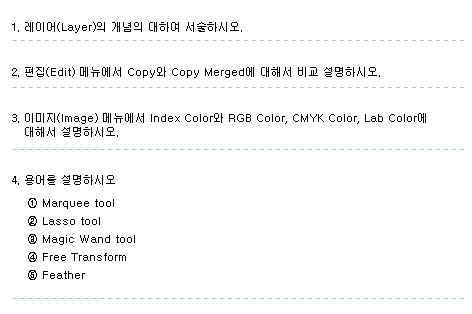 1. 레이어(Layer)의 개념의 대하여 서술하시오.
2. 편집(Edit) 메뉴에서 Copy와 Copy Merged에 대해서 비교 설명하시오.
3. 이미지(Image) 메뉴에서 Index Color와 RGB Color, CMYK Color, Lab Color에
대해서 설명하시오.
4. 용어를 설명하시오
① Marquee tool
② Lasso tool
③ Magic Wand tool
④ Free Transform
⑤ Feather